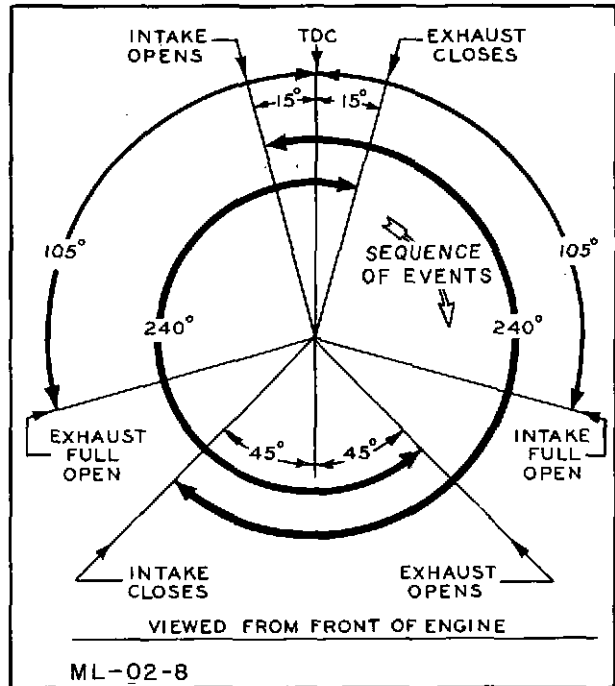 INTAKE
OPENS
TDC
EXHAUST
CLOSES
15°
15°
105°
105°
SEQUENCE
OF EVENTS
240°
240°
EXHAUST
FULL
OPEN
45°
45°
INTAKE
FULL
OPEN
INTAKE
CLOSES
EXHAUST
OPENS
VIEWED FROM FRONT OF ENGINE
ML-02-8